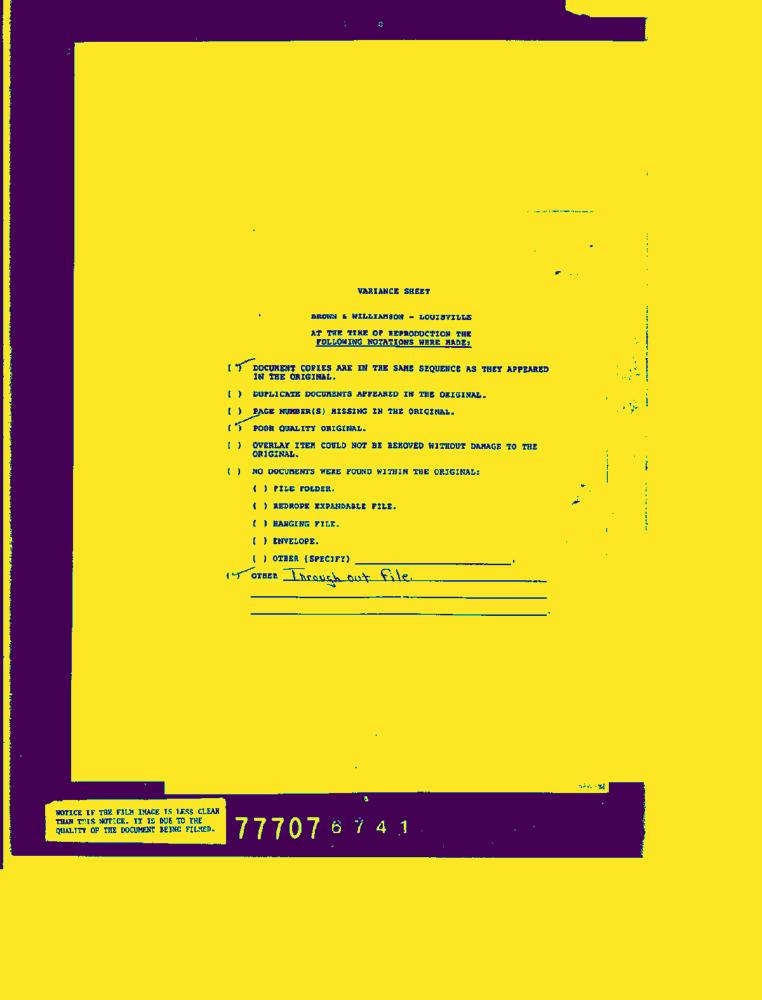 VARIANCE SHEET
BROWN & WILLIAMSON - LOUISVILLE
AT THE TIME OF REPRODUCTION THE
FOLLOWING NOTATIONS WERE MADE:
(✓) DOCUMENT COPIES ARE IN THE SAME SEQUENCE AS THEY APPEARED
IN THE ORIGINAL.
( ) DUPLICATE DOCUMENTS APPEARED IN THE ORIGINAL.
( ) PAGE NUMBER(S) MISSING IN THE ORIGINAL.
(✓) POOR QUALITY ORIGINAL.
( ) OVERLAY ITEM COULD NOT BE REMOVED WITHOUT DAMAGE TO THE
ORIGINAL.
( ) NO DOCUMENTS WERE FOUND WITHIN THE ORIGINAL:
( ) FILE FOLDER.
( ) REDROPE EXPANDABLE FILE.
( ) HANGING FILE.
( ) ENVELOPE.
( ) OTHER (SPECIFY)
(✓) OTHER Through out File.
NOTICE IF THE FILM IMAGE IS LESS CLEAR
THAN THIS NOTICE. IT IS DUE TO THE
QUALITY OF THE DOCUMENT BEING FILMED.
77707 6741